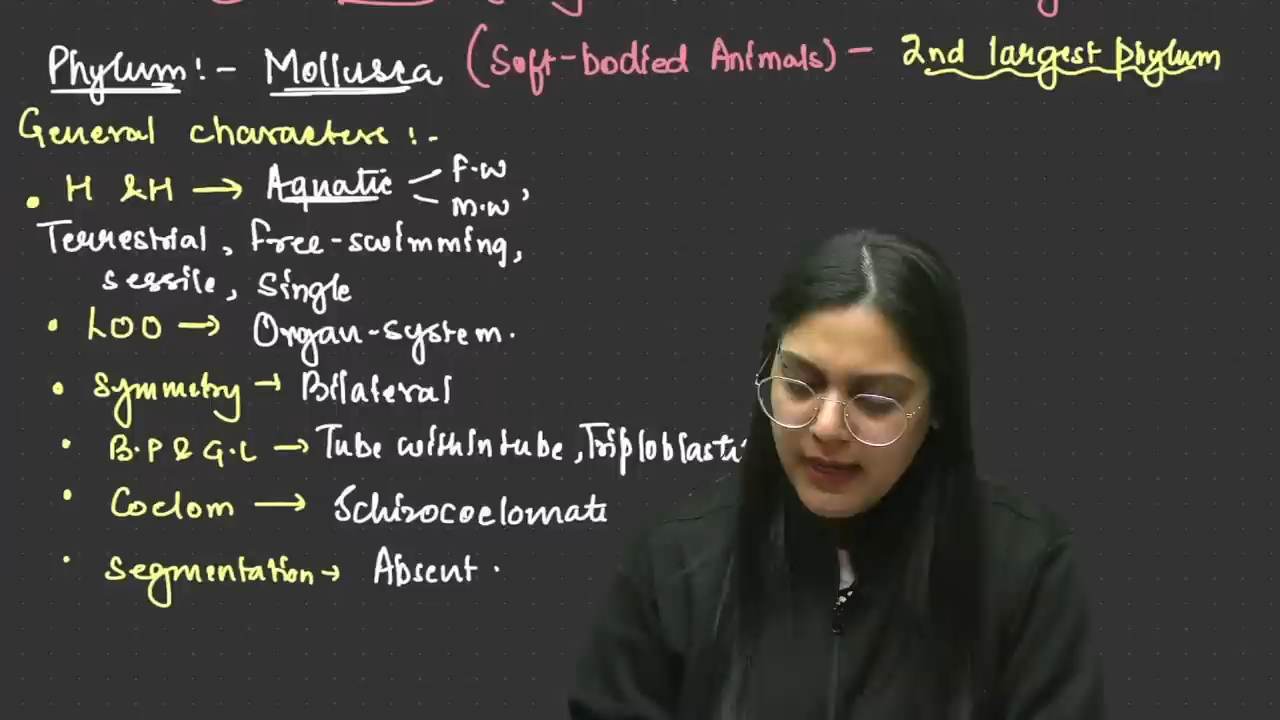 Phylum:- Mollusca (Soft-bodied Animals) - 2nd largest phylum
General characters:-
• H & H → Aquatic F.W
M.W,
Terrestrial, free-swimming,
sessile, single
• LOO → Organ-system.
• Symmetry → Bilateral
• B.P & G.L → Tube within tube, Triploblasti
• Coelom → Schizocoelomate
• Segmentation → Absent.